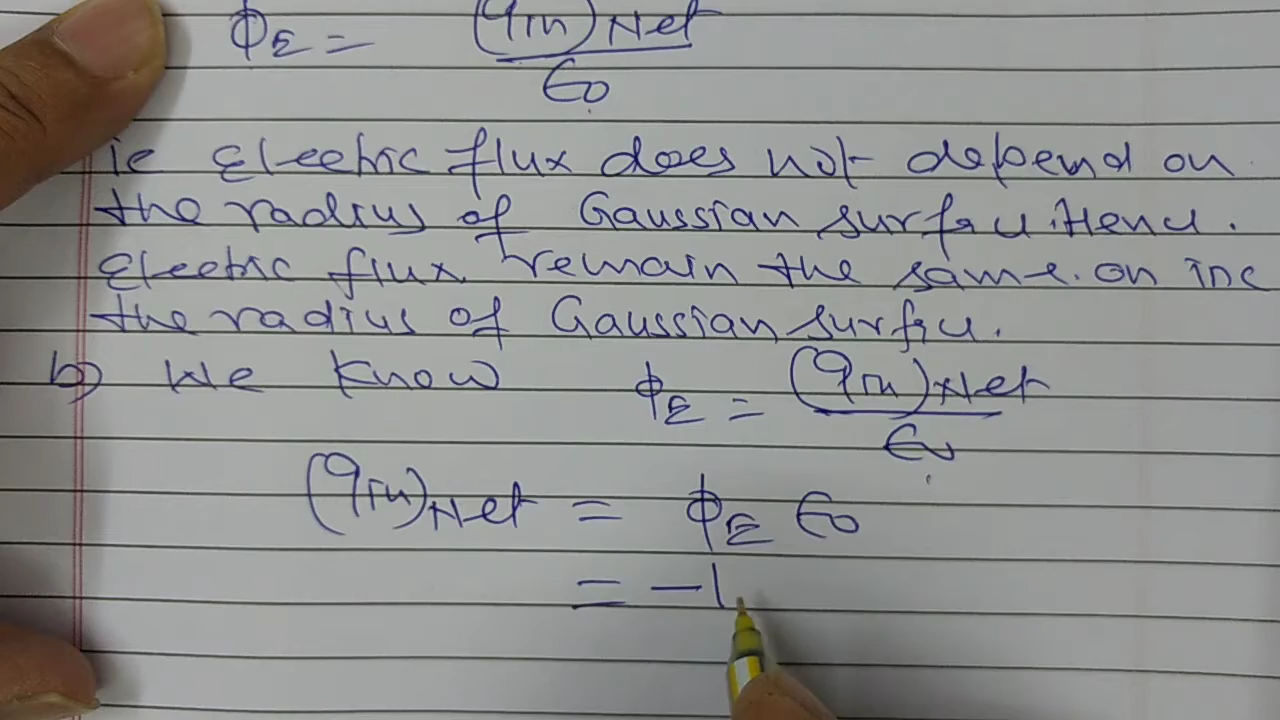 ΦE = (qin)Net
ϵ0
ie Electric flux does not depend on
the radius of Gaussian surface. Hence.
Electric flux remain the same. on inc
the radius of Gaussian surface.
b) We know ΦE = (qin)Net
ϵ0
(qin)Net = ΦE ϵ0
= -1